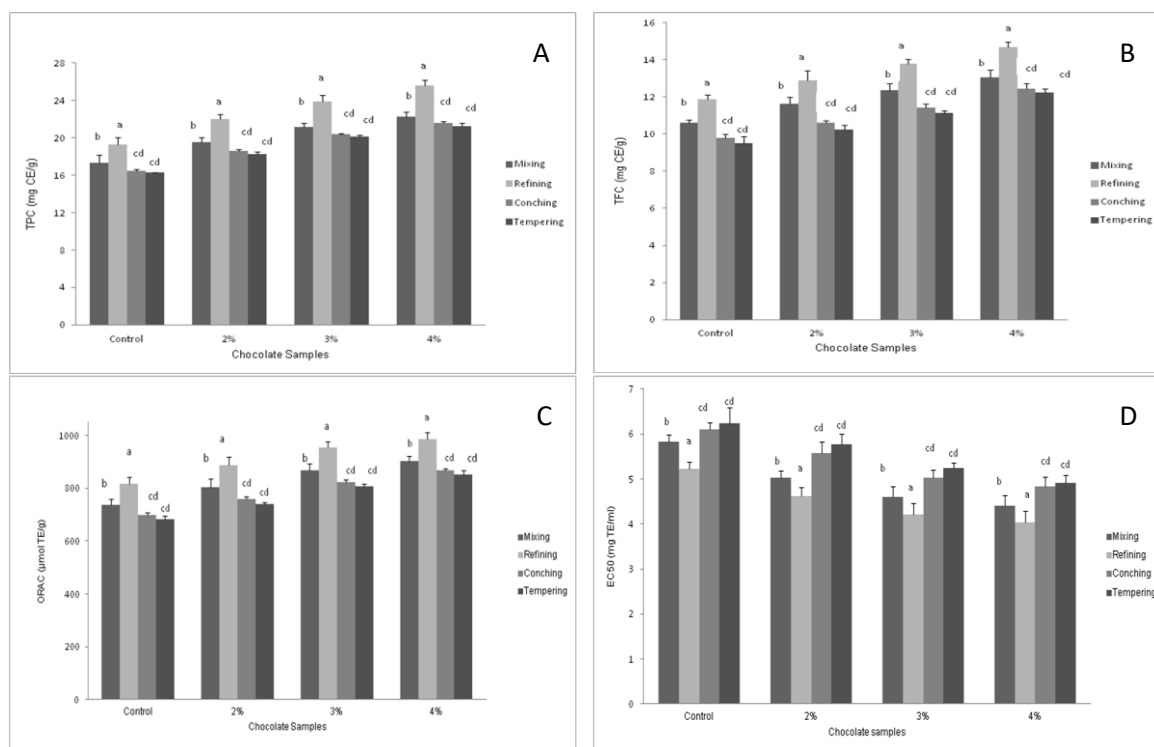 A
TPC (mg CE/g)
28
24
20
16
12
8
4
0
b a cd cd
b a cd cd
b a cd cd
b a cd cd
Control 2% 3% 4%
Chocolate Samples
Mixing
Refining
Conching
Tempering
B
TFC (mg CE/g)
16
14
12
10
8
6
4
2
0
b a cd cd
b a cd cd
b a cd cd
b a cd cd
Control 2% 3% 4%
Chocolate Samples
Mixing
Refining
Conching
Tempering
C
ORAC (µmol TE/g)
1000
800
600
400
200
0
b a cd cd
b a cd cd
b a cd cd
b a cd cd
Control 2% 3% 4%
Chocolate Samples
Mixing
Refining
Conching
Tempering
D
EC50 (mg TE/ml)
7
6
5
4
3
2
1
0
b a cd cd
b a cd cd
b a cd cd
b a cd cd
Control 2% 3% 4%
Chocolate samples
Mixing
Refining
Conching
Tempering